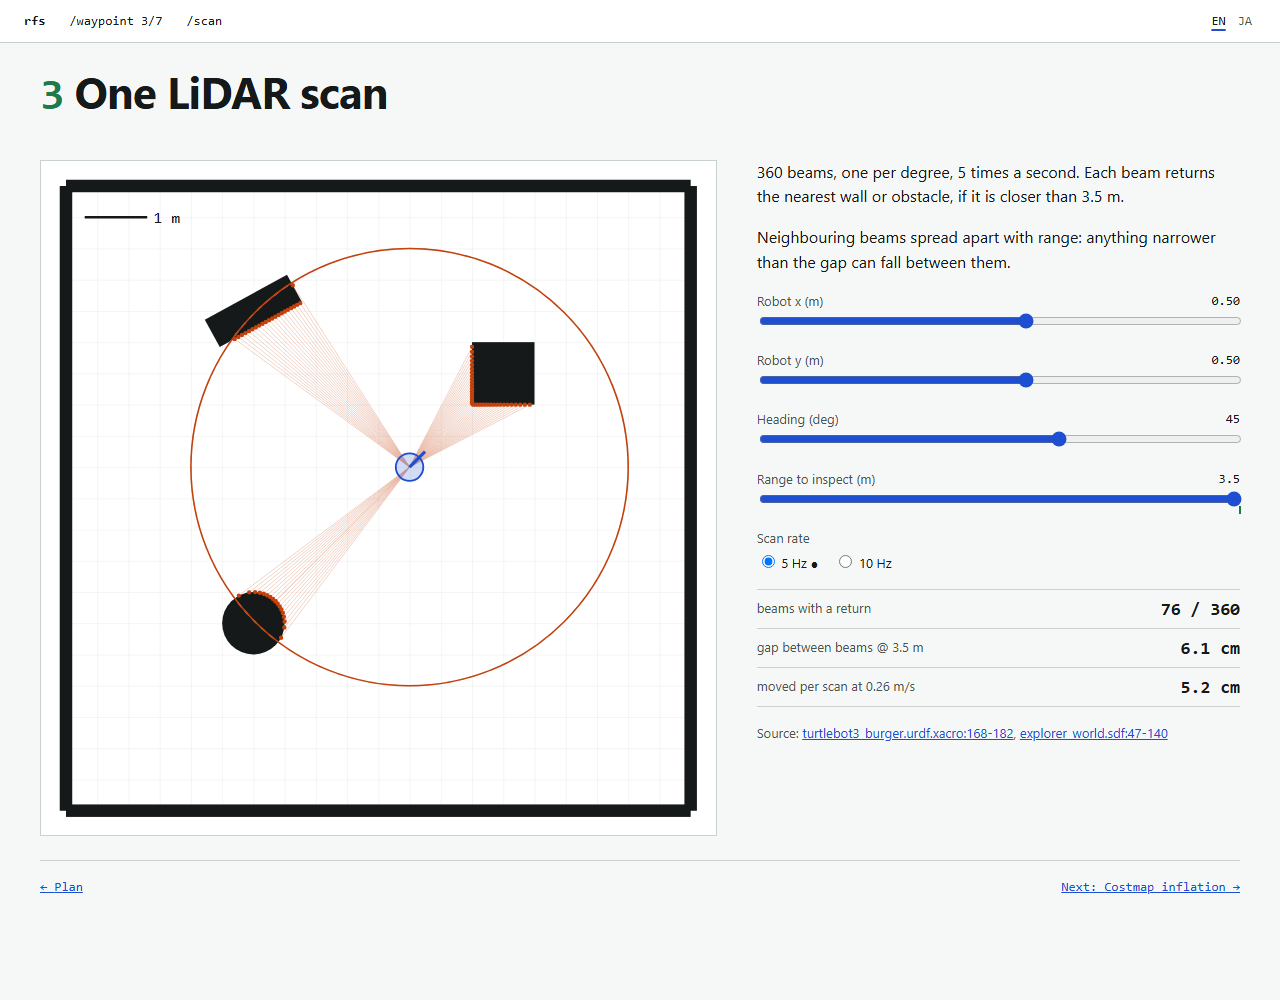 rfs /waypoint 3/7 /scan EN JA
3 One LiDAR scan
1 m
360 beams, one per degree, 5 times a second. Each beam returns
the nearest wall or obstacle, if it is closer than 3.5 m.
Neighbouring beams spread apart with range: anything narrower
than the gap can fall between them.
Robot x (m) 0.50
Robot y (m) 0.50
Heading (deg) 45
Range to inspect (m) 3.5
Scan rate
5 Hz ● 10 Hz
beams with a return 76 / 360
gap between beams @ 3.5 m 6.1 cm
moved per scan at 0.26 m/s 5.2 cm
Source: turtlebot3_burger.urdf.xacro:168-182, explorer_world.sdf:47-140
← Plan Next: Costmap inflation →